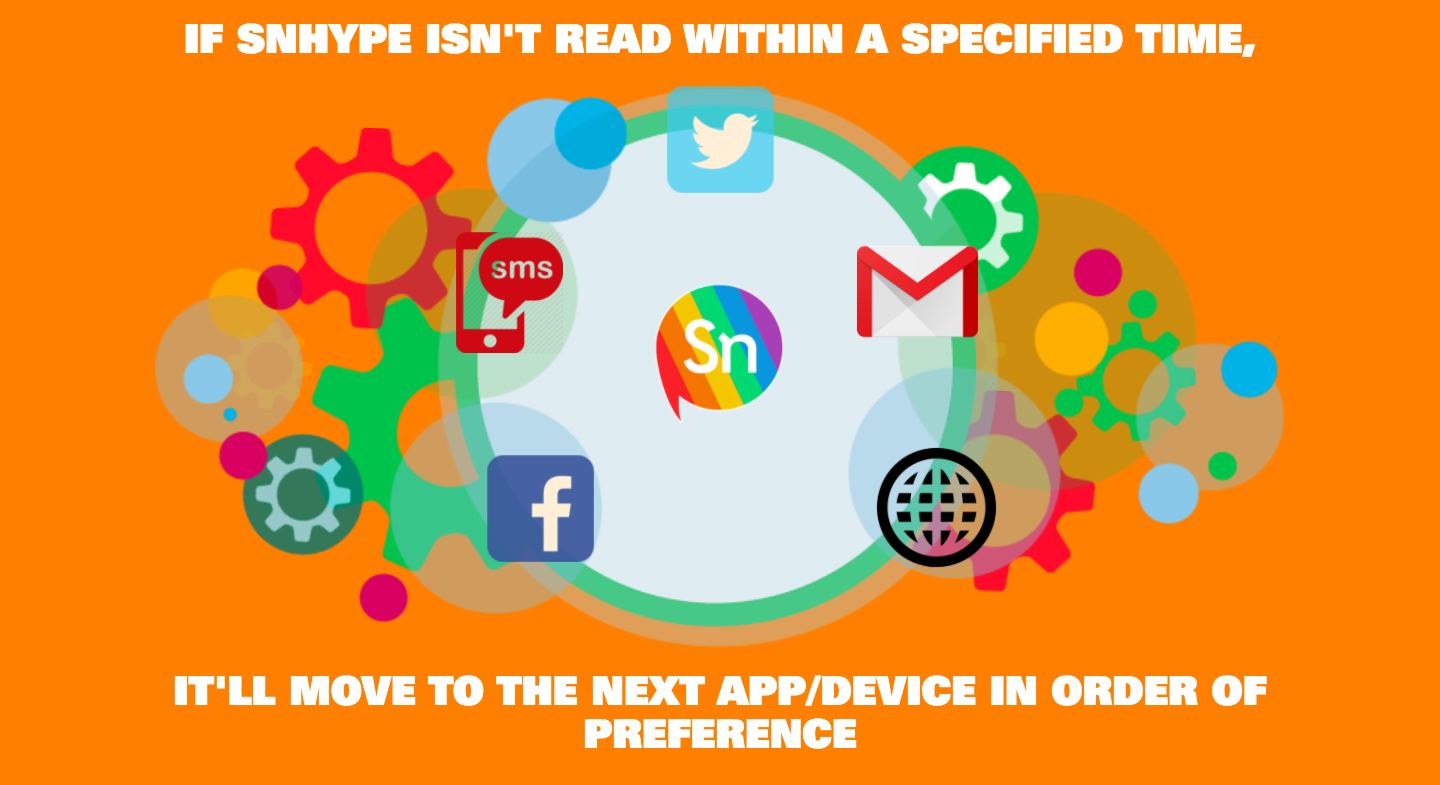 IF SNHYPE ISN'T READ WITHIN A SPECIFIED TIME,
sms
Sn
f
IT'LL MOVE TO THE NEXT APP/DEVICE IN ORDER OF
PREFERENCE